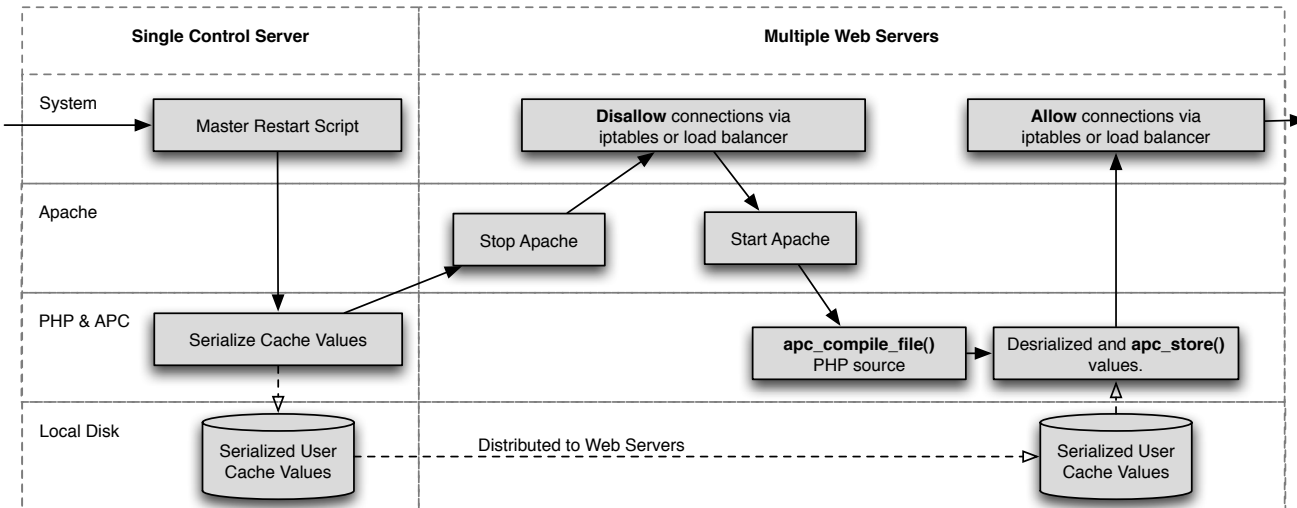 Single Control Server
Multiple Web Servers
System
Master Restart Script
Disallow connections via
iptables or load balancer
Allow connections via
iptables or load balancer
Apache
Stop Apache
Start Apache
PHP & APC
Serialize Cache Values
apc_compile_file()
PHP source
Desrialized and apc_store()
values.
Local Disk
Serialized User
Cache Values
Distributed to Web Servers
Serialized User
Cache Values